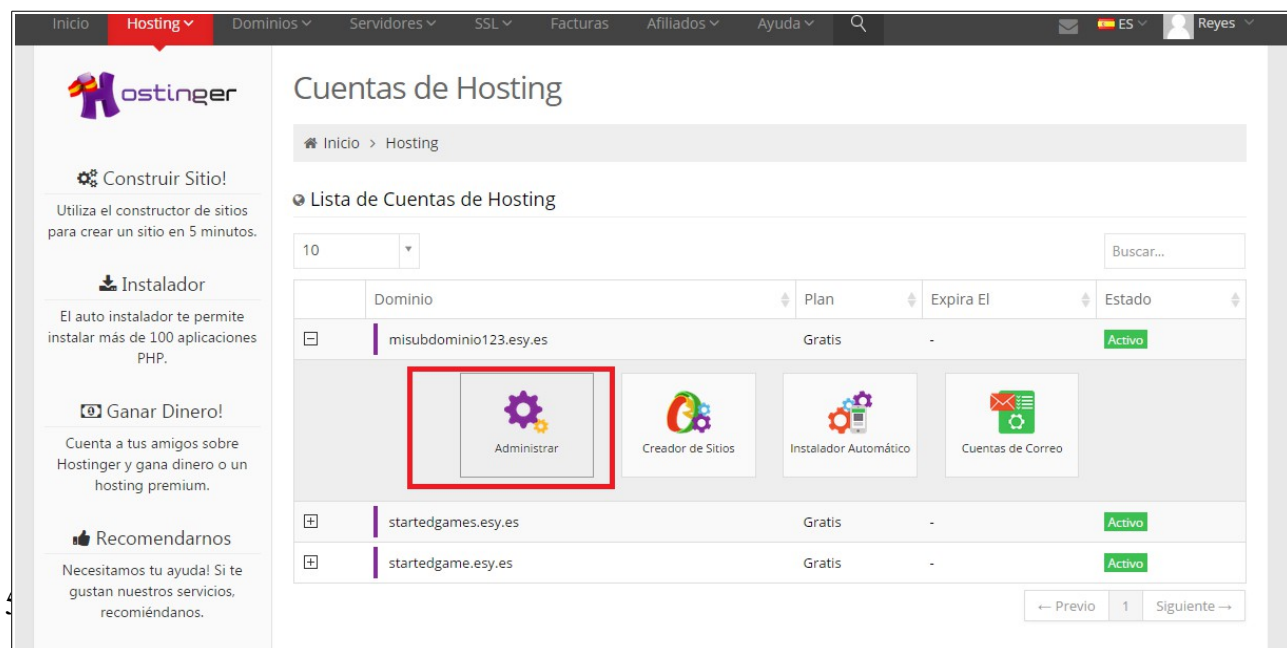 Inicio Hosting Dominios Servidores SSL Facturas Afiliados Ayuda ES Reyes
Hostinger
Construir Sitio!
Utiliza el constructor de sitios
para crear un sitio en 5 minutos.
Instalador
El auto instalador te permite
instalar más de 100 aplicaciones
PHP.
Ganar Dinero!
Cuenta a tus amigos sobre
Hostinger y gana dinero o un
hosting premium.
Recomendarnos
Necesitamos tu ayuda! Si te
gustan nuestros servicios,
recomiéndanos.
Cuentas de Hosting
Inicio > Hosting
Lista de Cuentas de Hosting
10 Buscar...
Dominio Plan Expira El Estado
misubdominio123.esy.es Gratis - Activo
Administrar Creador de Sitios Instalador Automático Cuentas de Correo
startedgames.esy.es Gratis - Activo
startedgame.esy.es Gratis - Activo
← Previo 1 Siguiente →